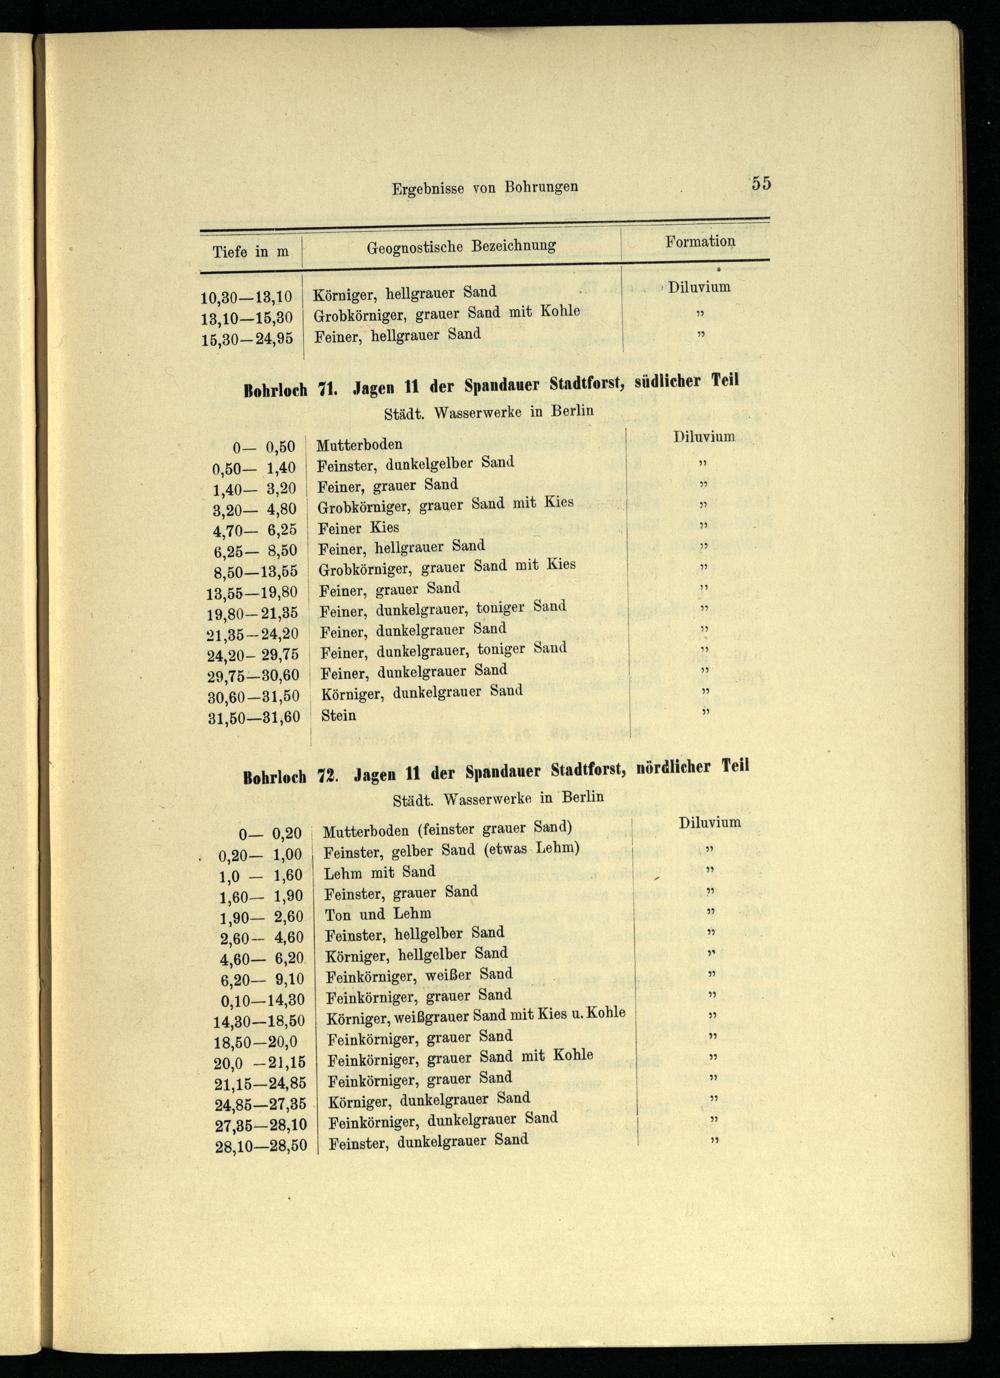 Ergebnisse von Bohrungen 55
Tiefe in m Geognostische Bezeichnung Formation
10,30—13,10 Körniger, hellgrauer Sand Diluvium
13,10—15,30 Grobkörniger, grauer Sand mit Kohle „
15,30—24,95 Feiner, hellgrauer Sand „
Bohrloch 71. Jagen 11 der Spandauer Stadtforst, südlicher Teil
Städt. Wasserwerke in Berlin
0— 0,50 Mutterboden Diluvium
0,50— 1,40 Feinster, dunkelgelber Sand „
1,40— 3,20 Feiner, grauer Sand „
3,20— 4,80 Grobkörniger, grauer Sand mit Kies „
4,70— 6,25 Feiner Kies „
6,25— 8,50 Feiner, hellgrauer Sand „
8,50—13,55 Grobkörniger, grauer Sand mit Kies „
13,55—19,80 Feiner, grauer Sand „
19,80—21,35 Feiner, dunkelgrauer, toniger Sand „
21,35—24,20 Feiner, dunkelgrauer Sand „
24,20—29,75 Feiner, dunkelgrauer, toniger Sand „
29,75—30,60 Feiner, dunkelgrauer Sand „
30,60—31,50 Körniger, dunkelgrauer Sand „
31,50—31,60 Stein „
Bohrloch 72. Jagen 11 der Spandauer Stadtforst, nördlicher Teil
Städt. Wasserwerke in Berlin
0— 0,20 Mutterboden (feinster grauer Sand) Diluvium
0,20— 1,00 Feinster, gelber Sand (etwas Lehm) „
1,0 — 1,60 Lehm mit Sand „
1,60— 1,90 Feinster, grauer Sand „
1,90— 2,60 Ton und Lehm „
2,60— 4,60 Feinster, hellgelber Sand „
4,60— 6,20 Körniger, hellgelber Sand „
6,20— 9,10 Feinkörniger, weißer Sand „
0,10—14,30 Feinkörniger, grauer Sand „
14,30—18,50 Körniger, weißgrauer Sand mit Kies u. Kohle „
18,50—20,0 Feinkörniger, grauer Sand „
20,0 —21,15 Feinkörniger, grauer Sand mit Kohle „
21,15—24,85 Feinkörniger, grauer Sand „
24,85—27,35 Körniger, dunkelgrauer Sand „
27,35—28,10 Feinkörniger, dunkelgrauer Sand „
28,10—28,50 Feinster, dunkelgrauer Sand „